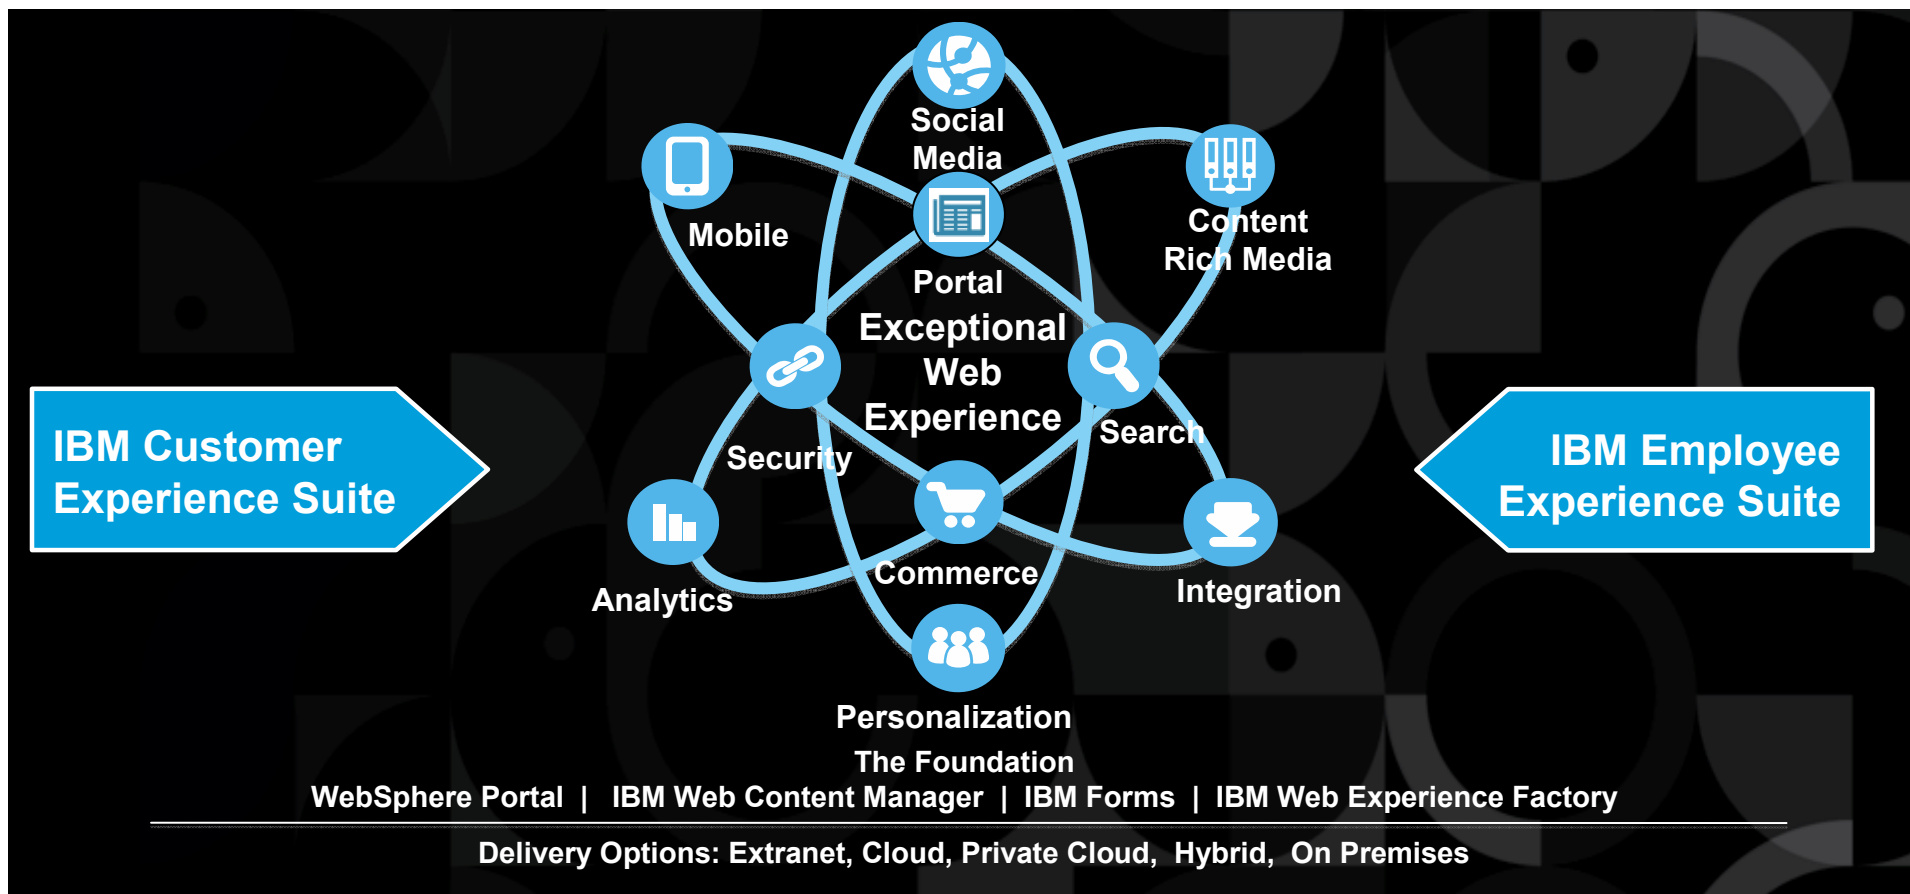 Social
Media
Mobile
Content
Rich Media
Portal
Exceptional
Web
Experience
Security
Search
IBM Customer
Experience Suite
IBM Employee
Experience Suite
Analytics
Commerce
Integration
Personalization
The Foundation
WebSphere Portal | IBM Web Content Manager | IBM Forms | IBM Web Experience Factory
Delivery Options: Extranet, Cloud, Private Cloud, Hybrid, On Premises